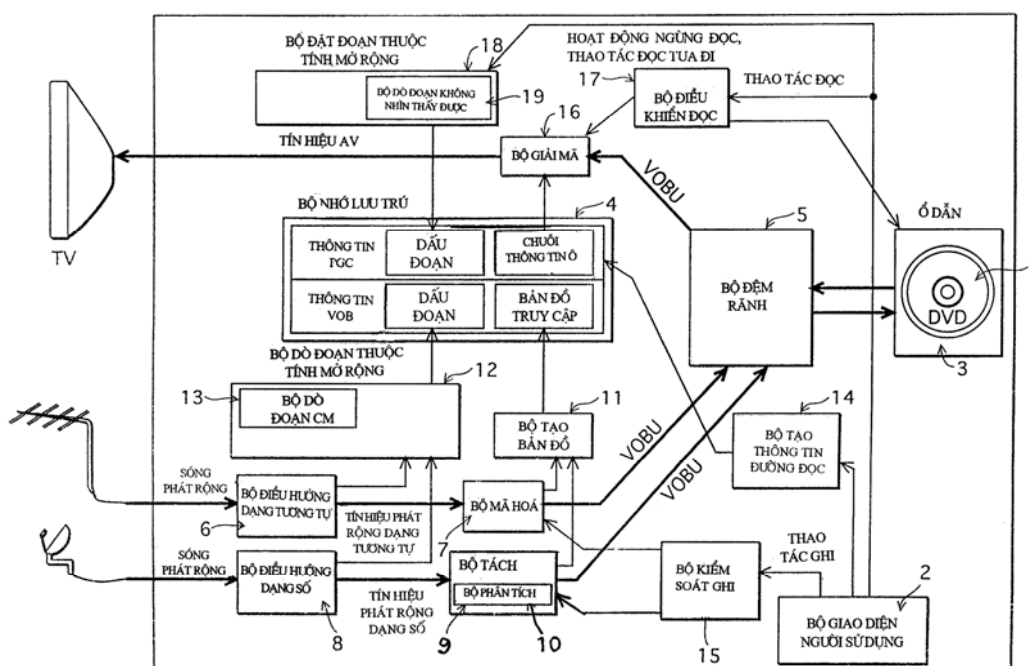 BỐ ĐẶT ĐOẠN THUỘC
TÍNH MỞ RỘNG
18
BỘ DÒ ĐOẠN KHÔNG
NHÌN THẤY ĐƯỢC
19
HOẠT ĐỘNG NGỪNG ĐỌC,
THAO TÁC ĐỌC TUA ĐI
17
BỘ ĐIỀU
KHIỂN ĐỌC
THAO TÁC ĐỌC
16
BỘ GIẢI MÃ
TÍN HIỆU AV
TV
VOBU
BỘ NHỚ LƯU TRÚ
4
THÔNG TIN
PGC
DẤU
ĐOẠN
CHUỖI
THÔNG TIN Ô
THÔNG TIN
VOB
DẤU
ĐOẠN
BẢN ĐỒ
TRUY CẬP
5
BỘ ĐỆM
RÃNH
Ổ DẪN
DVD
3
BỘ DÒ ĐOẠN THUỘC
TÍNH MỞ RỘNG
12
13
BỘ DÒ
ĐOẠN CM
11
BỘ TẠO
BẢN ĐỒ
14
BỘ TẠO
THÔNG TIN
ĐƯỜNG ĐỌC
VOBU
VOBU
SÓNG
PHÁT RỘNG
BỘ ĐIỀU HƯỞNG
DẠNG TƯƠNG TỰ
6
TÍN HIỆU PHÁT
RỘNG DẠNG
TƯƠNG TỰ
BỘ MÃ HOÁ
7
SÓNG
PHÁT RỘNG
BỘ ĐIỀU HƯỞNG
DẠNG SỐ
8
TÍN HIỆU
PHÁT RỘNG
DẠNG SỐ
BỘ TÁCH
BỘ PHÂN TÍCH
9
10
BỘ KIỂM
SOÁT GHI
15
THAO
TÁC GHI
2
BỘ GIAO DIỆN
NGƯỜI SỬ DỤNG